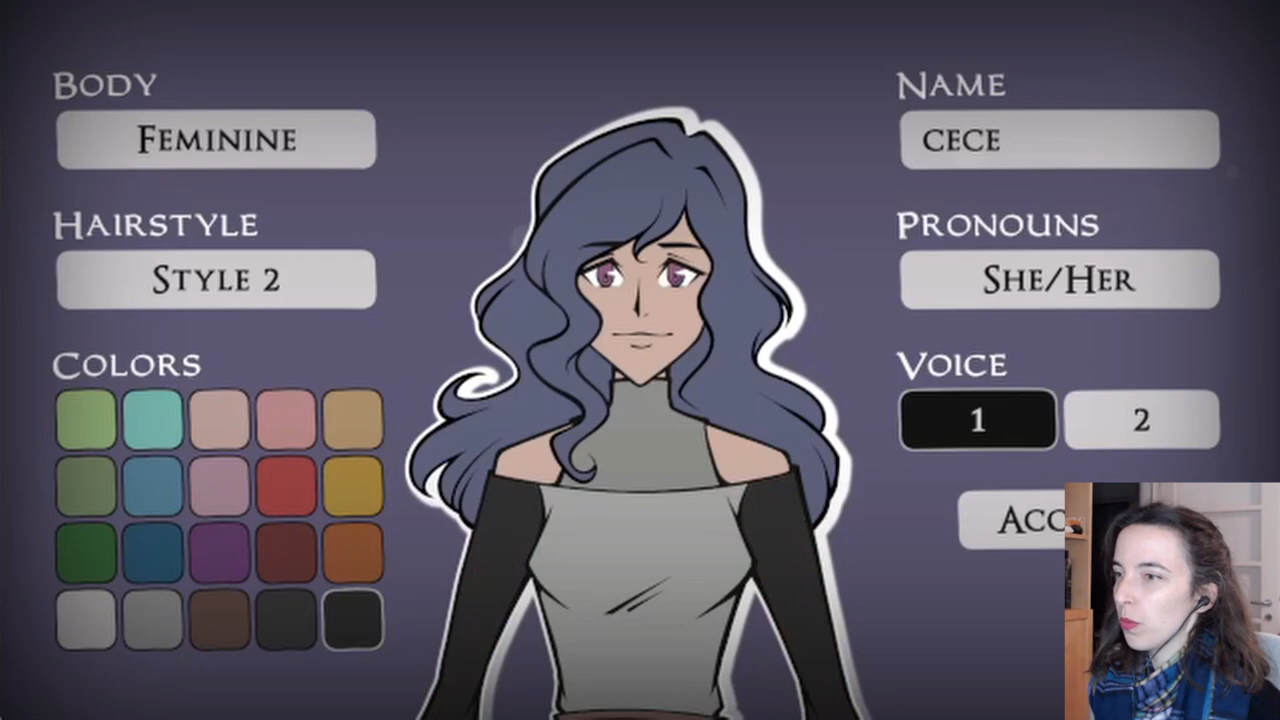 Body
Feminine
Hairstyle
Style 2
Colors
Name
cece
Pronouns
She/Her
Voice
1 2